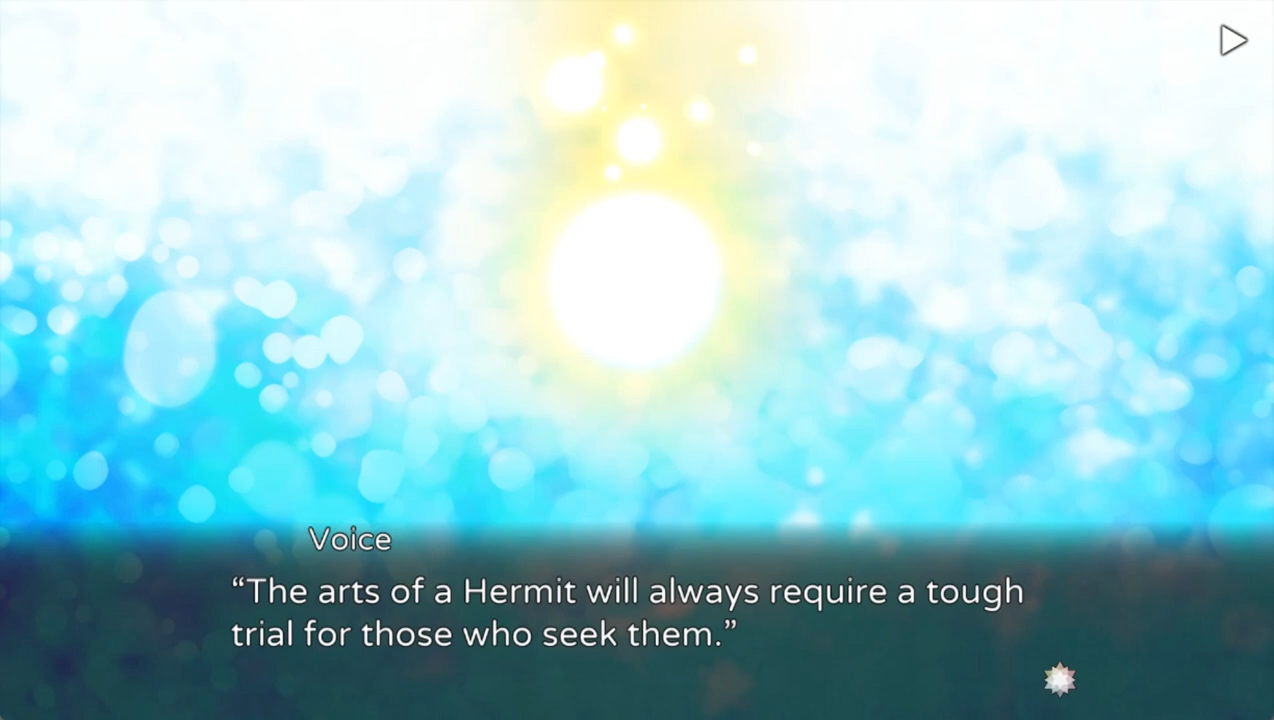 Voice
“The arts of a Hermit will always require a tough
trial for those who seek them.”